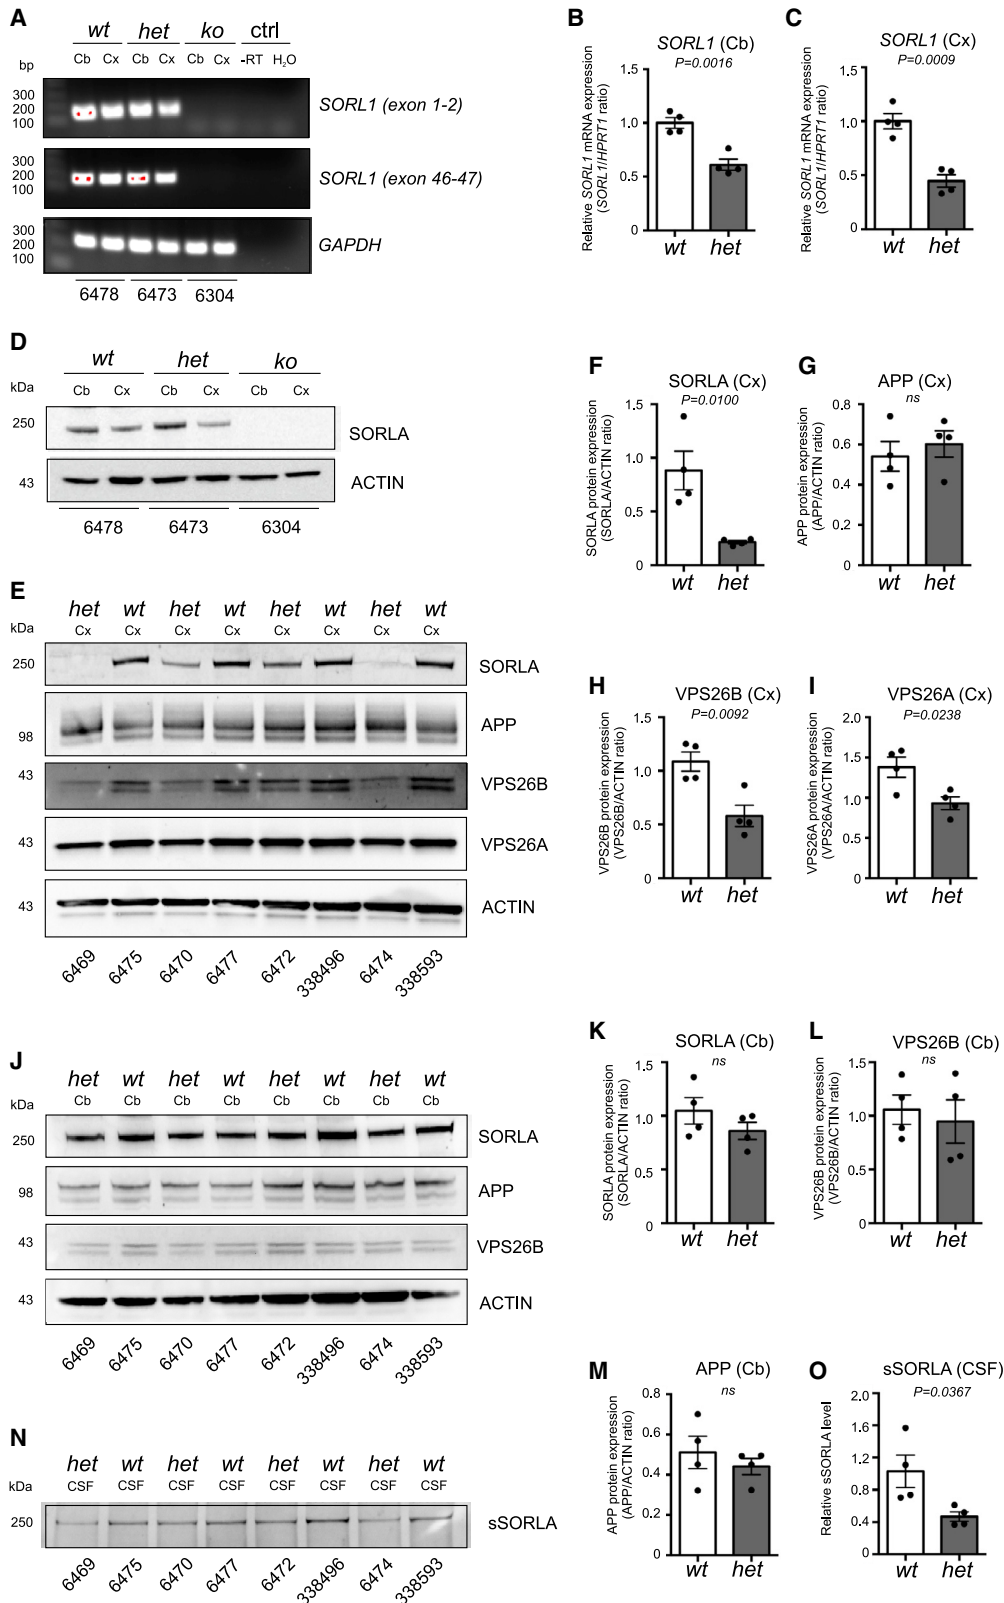 A
wt het ko ctrl
Cb Cx Cb Cx Cb Cx -RT H2O
bp
300
200
100
SORL1 (exon 1-2)
300
200
100
SORL1 (exon 46-47)
300
200
100
GAPDH
6478 6473 6304
B
SORL1 (Cb)
P=0.0016
Relative SORL1 mRNA expression
(SORL1/HPRT1 ratio)
1.5
1.0
0.5
0
wt het
C
SORL1 (Cx)
P=0.0009
Relative SORL1 mRNA expression
(SORL1/HPRT1 ratio)
1.5
1.0
0.5
0
wt het
D
wt het ko
kDa
Cb Cx Cb Cx Cb Cx
250
SORLA
43
ACTIN
6478 6473 6304
E
het wt het wt het wt het wt
kDa
Cx Cx Cx Cx Cx Cx Cx Cx
250
SORLA
98
APP
43
VPS26B
43
VPS26A
43
ACTIN
6469 6475 6470 6477 6472 338496 6474 338593
F
SORLA (Cx)
P=0.0100
SORLA protein expression
(SORLA/ACTIN ratio)
1.5
1.0
0.5
0
wt het
G
APP (Cx)
ns
APP protein expression
(APP/ACTIN ratio)
0.8
0.6
0.4
0.2
0
wt het
H
VPS26B (Cx)
P=0.0092
VPS26B protein expression
(VPS26B/ACTIN ratio)
1.5
1.0
0.5
0
wt het
I
VPS26A (Cx)
P=0.0238
VPS26A protein expression
(VPS26A/ACTIN ratio)
2.0
1.5
1.0
0.5
0
wt het
J
het wt het wt het wt het wt
kDa
Cb Cb Cb Cb Cb Cb Cb Cb
250
SORLA
98
APP
43
VPS26B
43
ACTIN
6469 6475 6470 6477 6472 338496 6474 338593
K
SORLA (Cb)
ns
SORLA protein expression
(SORLA/ACTIN ratio)
1.5
1.0
0.5
0
wt het
L
VPS26B (Cb)
ns
VPS26B protein expression
(VPS26B/ACTIN ratio)
1.5
1.0
0.5
0
wt het
M
APP (Cb)
ns
APP protein expression
(APP/ACTIN ratio)
0.8
0.6
0.4
0.2
0
wt het
N
het wt het wt het wt het wt
kDa
CSF CSF CSF CSF CSF CSF CSF CSF
250
sSORLA
6469 6475 6470 6477 6472 338496 6474 338593
O
sSORLA (CSF)
P=0.0367
Relative sSORLA level
2.0
1.6
1.2
0.8
0.4
0
wt het